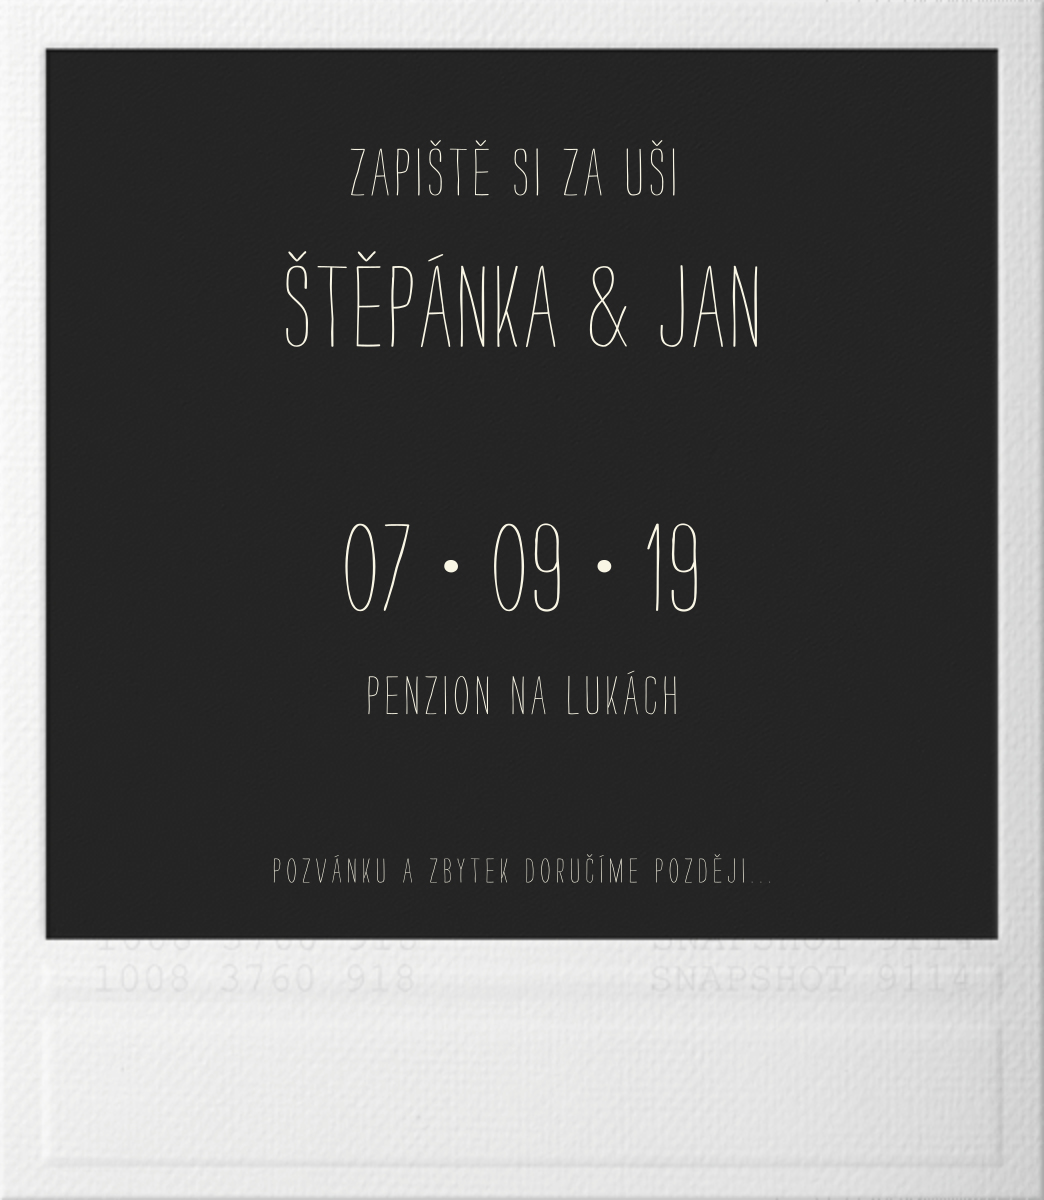 ZAPIŠTĚ SI ZA UŠI
ŠTĚPÁNKA & JAN
07 • 09 • 19
PENZION NA LUKÁCH
POZVÁNKU A ZBYTEK DORUČÍME POZDĚJI...
1008 3760 918 SNAPSHOT 9114